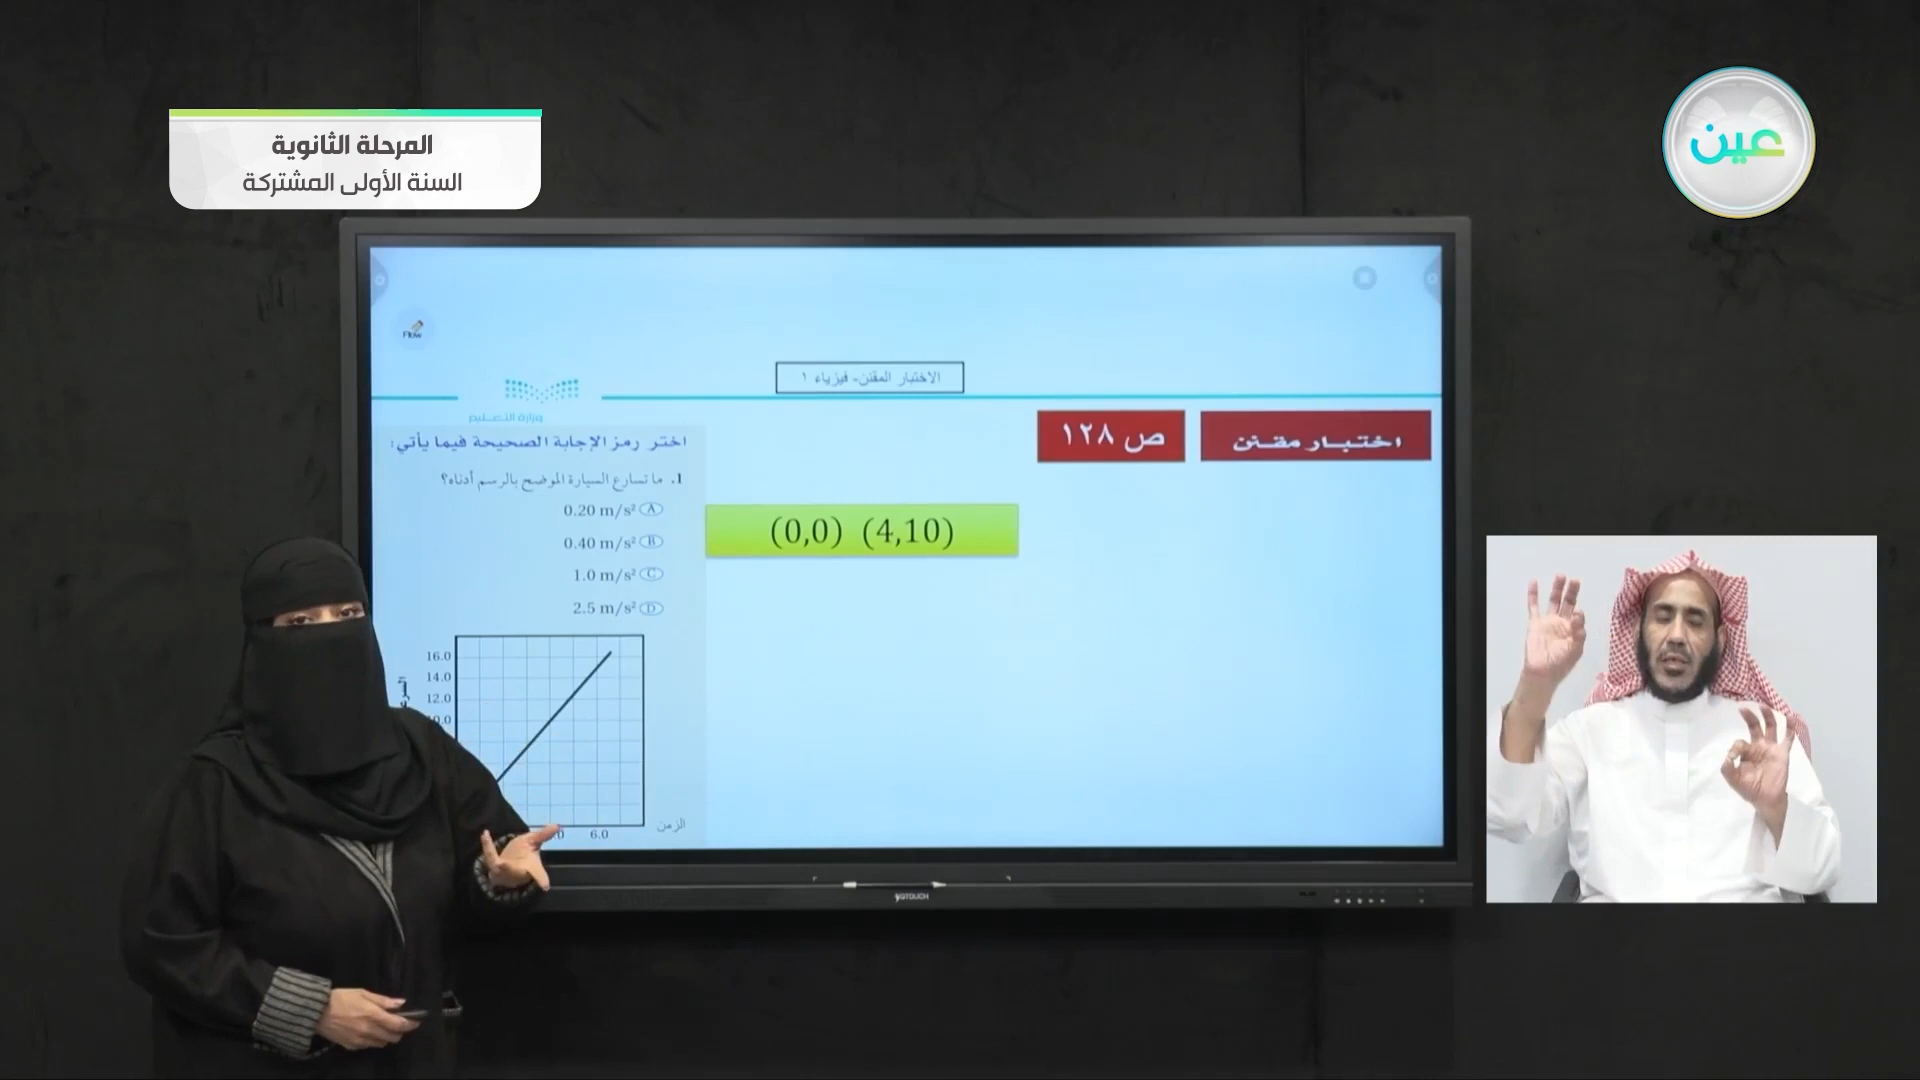 المرحلة الثانوية
السنة الأولى المشتركة
عين
Flow
الاختبار المقنن- فيزياء ١
وزارة التعليم
اختبار مقنن
ص ١٢٨
اختر رمز الإجابة الصحيحة فيما يأتي:
1. ما تسارع السيارة الموضح بالرسم أدناه؟
0.20 m/s² A
0.40 m/s² B
1.0 m/s² C
2.5 m/s² D
(0,0) (4,10)
16.0
14.0
12.0
6.0
الزمن